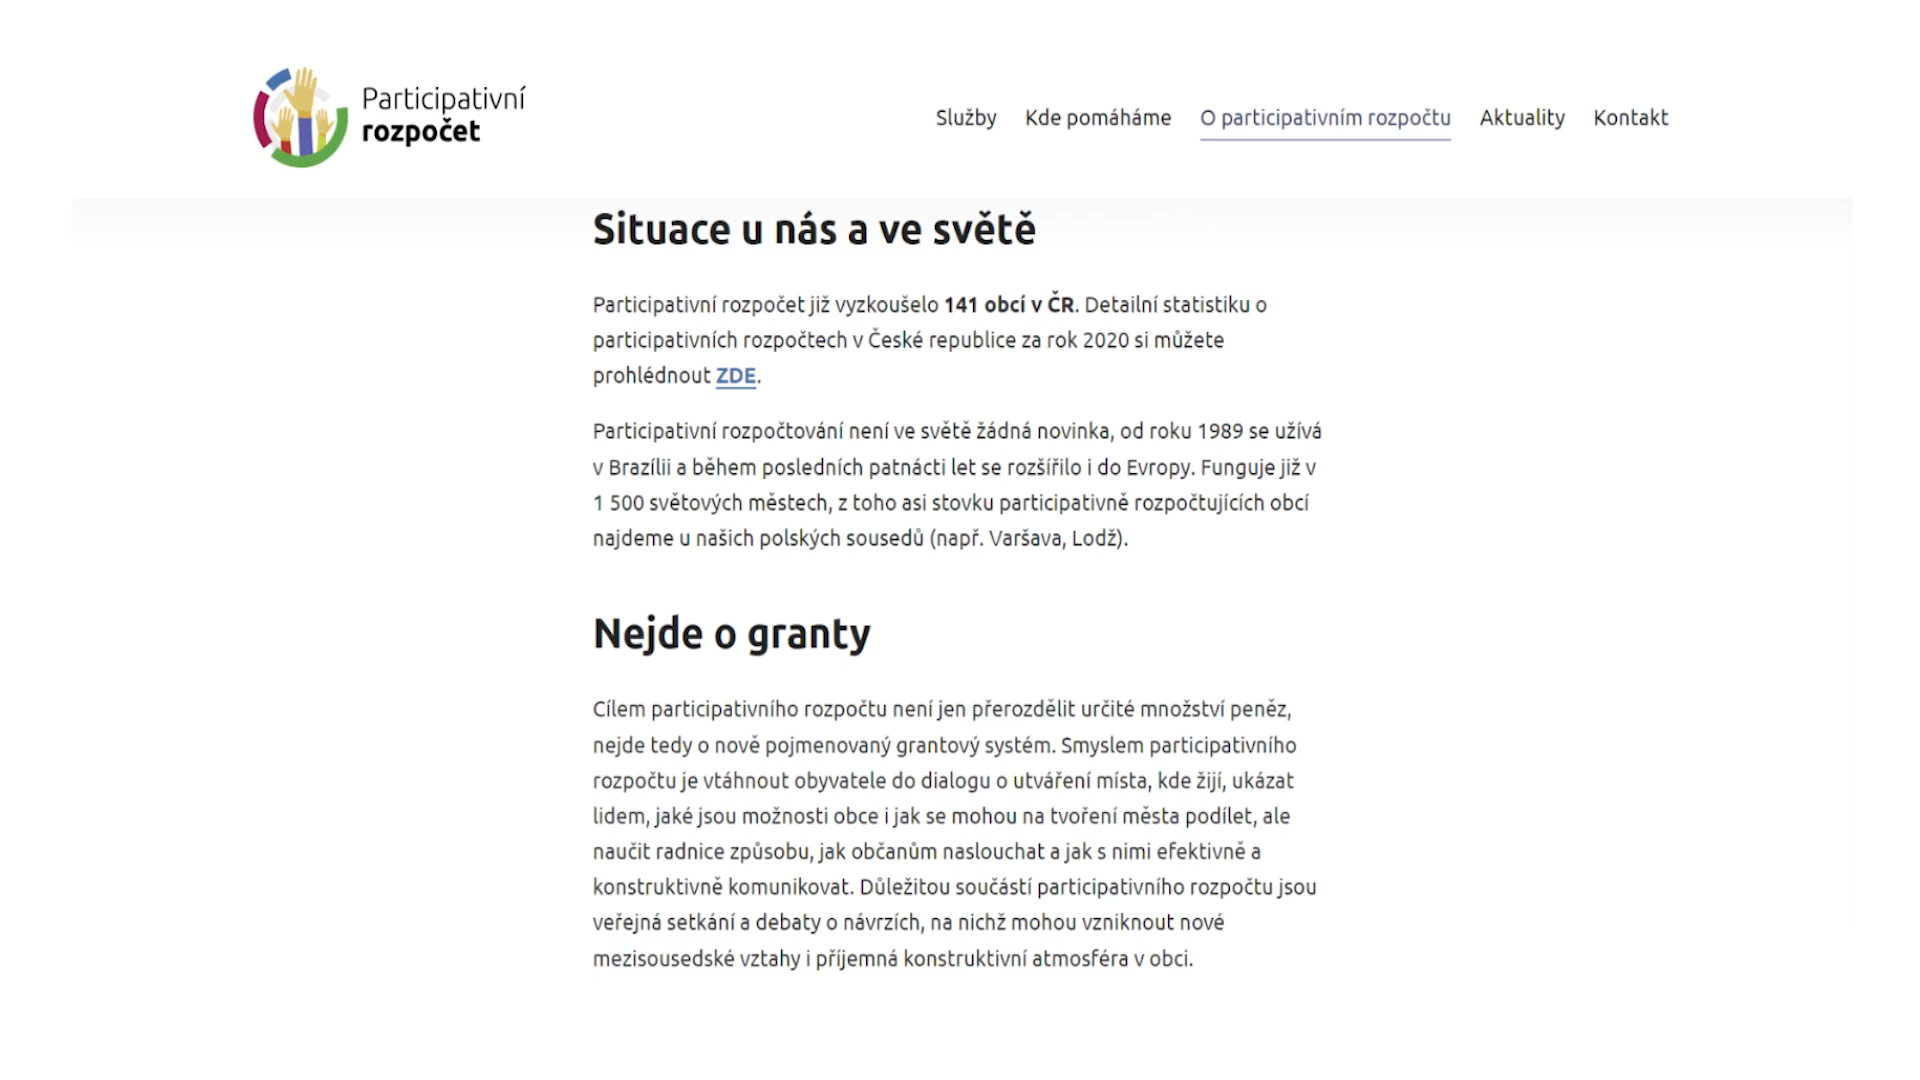 Participativní
rozpočet
Služby Kde pomáháme O participativním rozpočtu Aktuality Kontakt
Situace u nás a ve světě
Participativní rozpočet již vyzkoušelo 141 obcí v ČR. Detailní statistiku o
participativních rozpočtech v České republice za rok 2020 si můžete
prohlédnout ZDE.
Participativní rozpočtování není ve světě žádná novinka, od roku 1989 se užívá
v Brazílii a během posledních patnácti let se rozšířilo i do Evropy. Funguje již v
1 500 světových městech, z toho asi stovku participativně rozpočtujících obcí
najdeme u našich polských sousedů (např. Varšava, Lodž).
Nejde o granty
Cílem participativního rozpočtu není jen přerozdělit určité množství peněz,
nejde tedy o nově pojmenovaný grantový systém. Smyslem participativního
rozpočtu je vtáhnout obyvatele do dialogu o utváření místa, kde žijí, ukázat
lidem, jaké jsou možnosti obce i jak se mohou na tvoření města podílet, ale
naučit radnice způsobu, jak občanům naslouchat a jak s nimi efektivně a
konstruktivně komunikovat. Důležitou součástí participativního rozpočtu jsou
veřejná setkání a debaty o návrzích, na nichž mohou vzniknout nové
mezisousedské vztahy i příjemná konstruktivní atmosféra v obci.